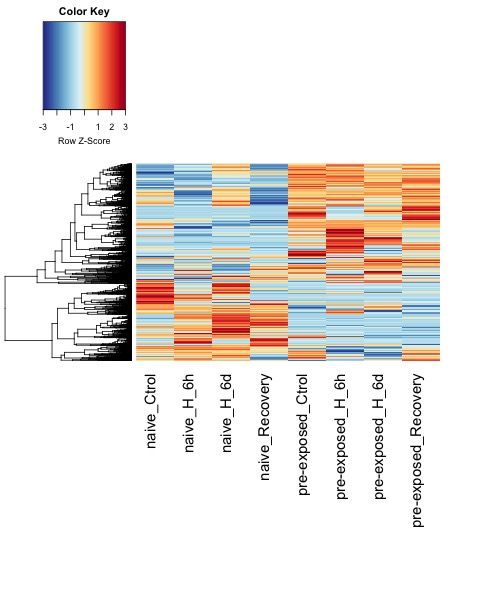 Color Key
-3 -1 1 2 3
Row Z-Score
naive_Ctrol
naive_H_6h
naive_H_6d
naive_Recovery
pre-exposed_Ctrol
pre-exposed_H_6h
pre-exposed_H_6d
pre-exposed_Recovery